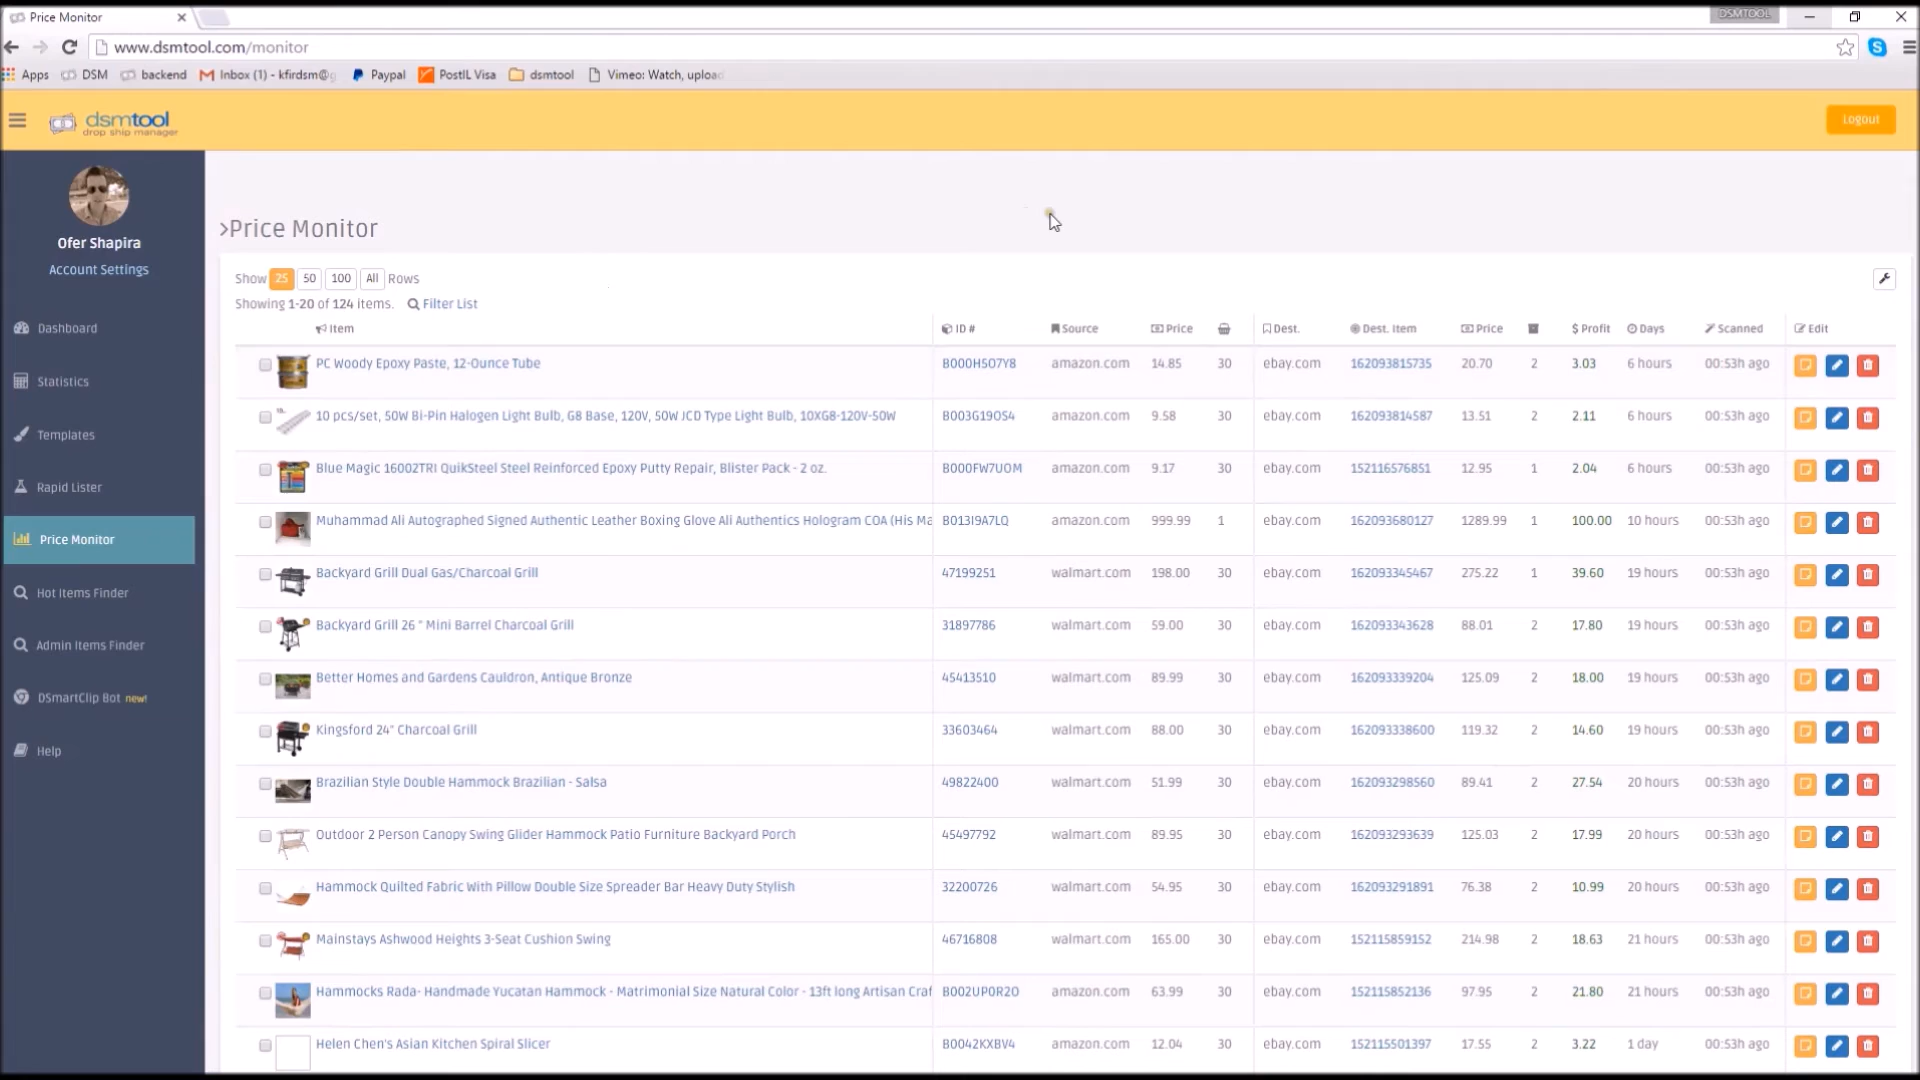 Price Monitor
DSMTOOL
www.dsmtool.com/monitor
Apps DSM backend Inbox (1) - kfirdsm@g Paypal PostIL Visa dsmtool Vimeo: Watch, upload
dsmtool
drop ship manager
Logout
Ofer Shapira
Account Settings
Dashboard
Statistics
Templates
Rapid Lister
Price Monitor
Hot Items Finder
Admin Items Finder
DSmartClip Bot new!
Help
>Price Monitor
Show 25 50 100 All Rows
Showing 1-20 of 124 items. Filter List
Item ID # Source Price Dest. Dest. Item Price $ Profit Days Scanned Edit
PC Woody Epoxy Paste, 12-Ounce Tube B000H5O7Y8 amazon.com 14.85 30 ebay.com 162093815735 20.70 2 3.03 6 hours 00:53h ago
10 pcs/set, 50W Bi-Pin Halogen Light Bulb, G8 Base, 120V, 50W JCD Type Light Bulb, 10XG8-120V-50W B003G19OS4 amazon.com 9.58 30 ebay.com 162093814587 13.51 2 2.11 6 hours 00:53h ago
Blue Magic 16002TRI QuikSteel Steel Reinforced Epoxy Putty Repair, Blister Pack - 2 oz. B000FW7UOM amazon.com 9.17 30 ebay.com 152116576851 12.95 1 2.04 6 hours 00:53h ago
Muhammad Ali Autographed Signed Authentic Leather Boxing Glove Ali Authentics Hologram COA (His Ma B013I9A7LQ amazon.com 999.99 1 ebay.com 162093680127 1289.99 1 100.00 10 hours 00:53h ago
Backyard Grill Dual Gas/Charcoal Grill 47199251 walmart.com 198.00 30 ebay.com 162093345467 275.22 1 39.60 19 hours 00:53h ago
Backyard Grill 26 " Mini Barrel Charcoal Grill 31897786 walmart.com 59.00 30 ebay.com 162093343628 88.01 2 17.80 19 hours 00:53h ago
Better Homes and Gardens Cauldron, Antique Bronze 45413510 walmart.com 89.99 30 ebay.com 162093339204 125.09 2 18.00 19 hours 00:53h ago
Kingsford 24" Charcoal Grill 33603464 walmart.com 88.00 30 ebay.com 162093338600 119.32 2 14.60 19 hours 00:53h ago
Brazilian Style Double Hammock Brazilian - Salsa 49822400 walmart.com 51.99 30 ebay.com 162093298560 89.41 2 27.54 20 hours 00:53h ago
Outdoor 2 Person Canopy Swing Glider Hammock Patio Furniture Backyard Porch 45497792 walmart.com 89.95 30 ebay.com 162093293639 125.03 2 17.99 20 hours 00:53h ago
Hammock Quilted Fabric With Pillow Double Size Spreader Bar Heavy Duty Stylish 32200726 walmart.com 54.95 30 ebay.com 162093291891 76.38 2 10.99 20 hours 00:53h ago
Mainstays Ashwood Heights 3-Seat Cushion Swing 46716808 walmart.com 165.00 30 ebay.com 152115859152 214.98 2 18.63 21 hours 00:53h ago
Hammocks Rada- Handmade Yucatan Hammock - Matrimonial Size Natural Color - 13ft long Artisan Craf B002UP0R2O amazon.com 63.99 30 ebay.com 152115852136 97.95 2 21.80 21 hours 00:53h ago
Helen Chen's Asian Kitchen Spiral Slicer B0042KXBV4 amazon.com 12.04 30 ebay.com 152115501397 17.55 2 3.22 1 day 00:53h ago